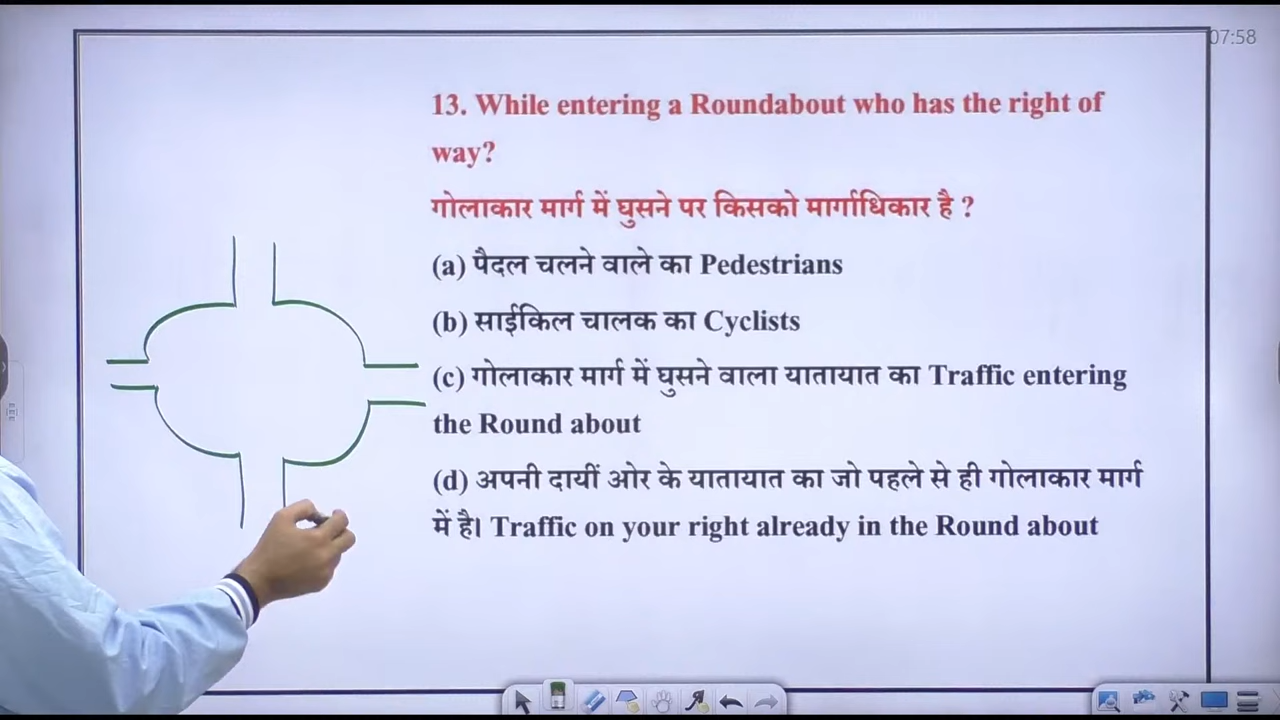 07:58
13. While entering a Roundabout who has the right of
way?
गोलाकार मार्ग में घुसने पर किसको मार्गाधिकार है ?
(a) पैदल चलने वाले का Pedestrians
(b) साईकिल चालक का Cyclists
(c) गोलाकार मार्ग में घुसने वाला यातायात का Traffic entering
the Round about
(d) अपनी दायीं ओर के यातायात का जो पहले से ही गोलाकार मार्ग
में है। Traffic on your right already in the Round about